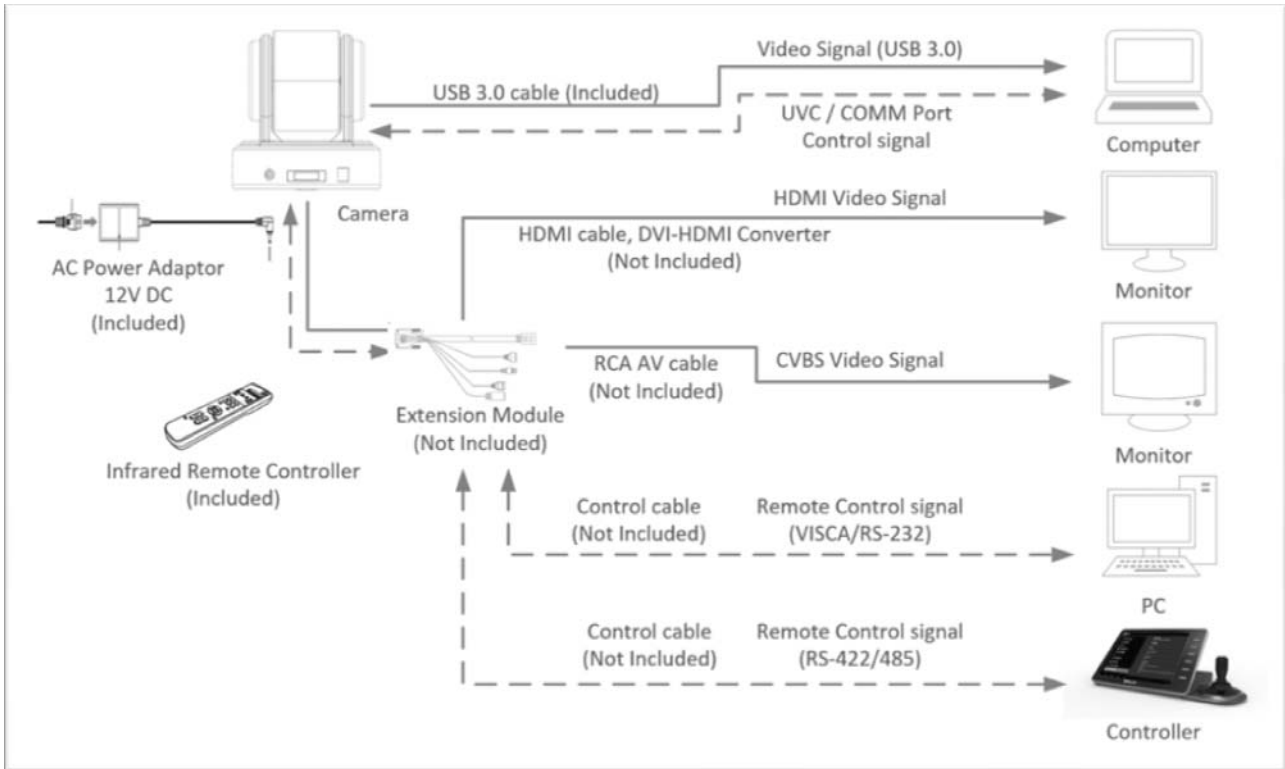 Video Signal (USB 3.0)
USB 3.0 cable (Included)
UVC / COMM Port
Control signal
Computer
Camera
HDMI Video Signal
HDMI cable, DVI-HDMI Converter
(Not Included)
Monitor
AC Power Adaptor
12V DC
(Included)
RCA AV cable
(Not Included)
CVBS Video Signal
Extension Module
(Not Included)
Monitor
Infrared Remote Controller
(Included)
Control cable
(Not Included)
Remote Control signal
(VISCA/RS-232)
PC
Control cable
(Not Included)
Remote Control signal
(RS-422/485)
Controller